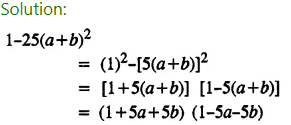 Solution:
1–25(a+b)²
= (1)²–[5(a+b)]²
= [1+5(a+b)] [1–5(a+b)]
= (1+5a+5b) (1–5a–5b)